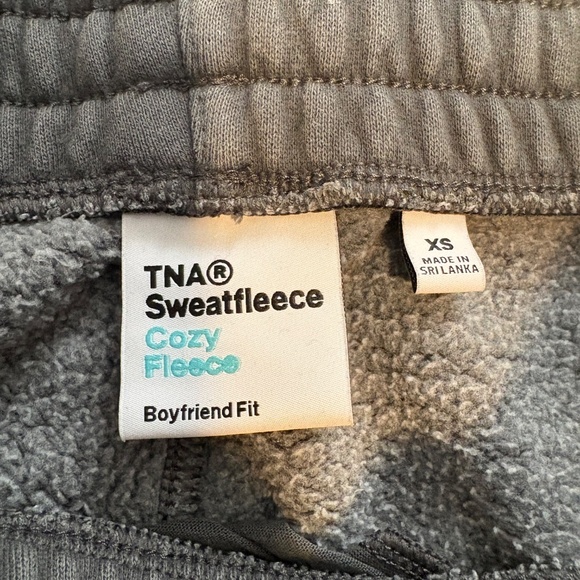 TNA®
Sweatfleece
Cozy
Fleece
Boyfriend Fit
XS
MADE IN
SRI LANKA